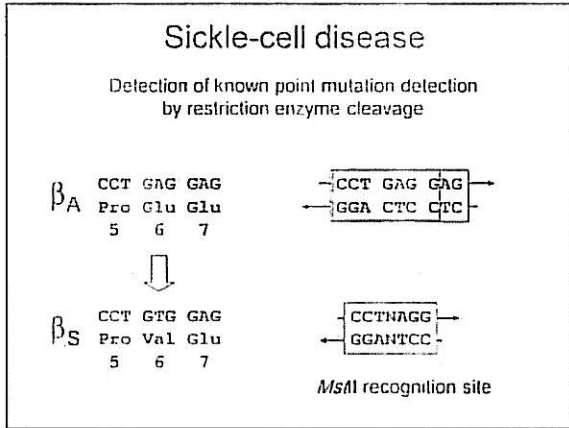 Sickle-cell disease
Detection of known point mutation detection
by restriction enzyme cleavage
βA
CCT GAG GAG
Pro Glu Glu
5 6 7
CCT GAG GAG
GGA CTC CTC
βS
CCT GTG GAG
Pro Val Glu
5 6 7
CCTNAGG
GGANTCC
MstII recognition site